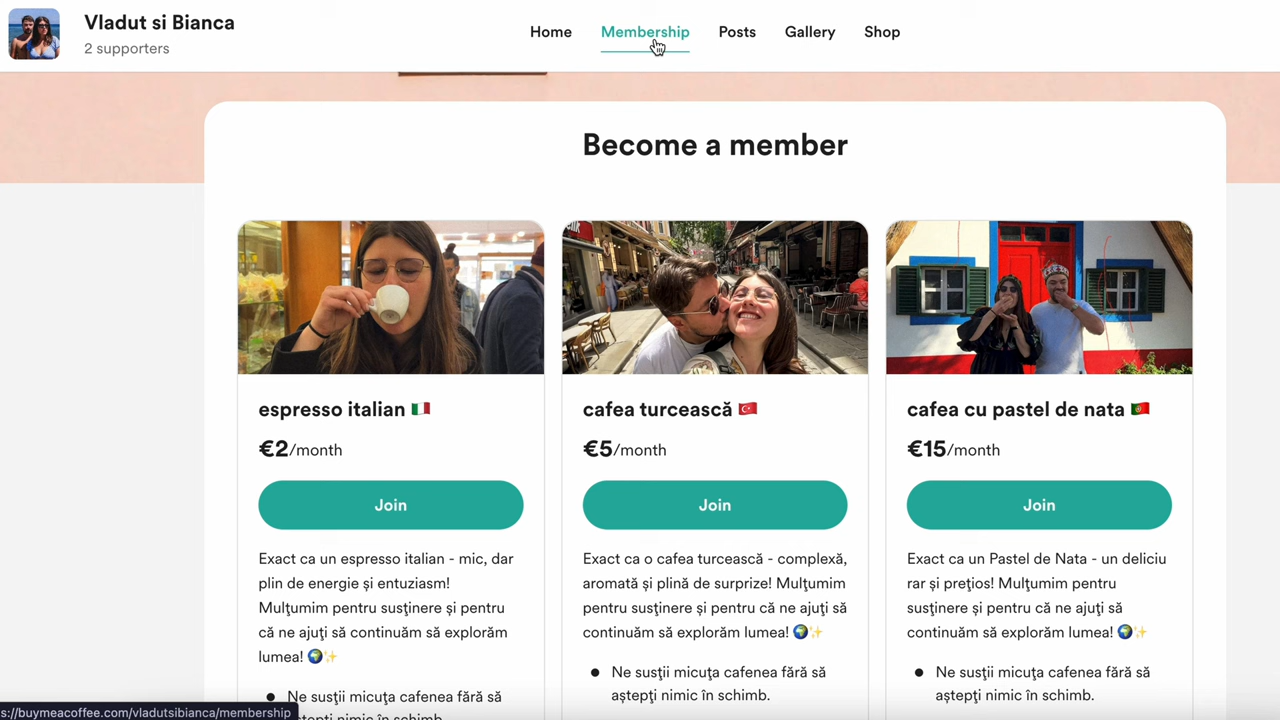 Vladut si Bianca
2 supporters
Home Membership Posts Gallery Shop
Become a member
espresso italian 🇮🇹
€2/month
Join
Exact ca un espresso italian - mic, dar
plin de energie și entuziasm!
Mulțumim pentru susținere și pentru
că ne ajuți să continuăm să explorăm
lumea! 🌍✨
● Ne susții micuța cafenea fără să
aștepți nimic în schimb.
cafea turcească 🇹🇷
€5/month
Join
Exact ca o cafea turcească - complexă,
aromată și plină de surprize! Mulțumim
pentru susținere și pentru că ne ajuți să
continuăm să explorăm lumea! 🌍✨
● Ne susții micuța cafenea fără să
aștepți nimic în schimb.
cafea cu pastel de nata 🇵🇹
€15/month
Join
Exact ca un Pastel de Nata - un deliciu
rar și prețios! Mulțumim pentru
susținere și pentru că ne ajuți să
continuăm să explorăm lumea! 🌍✨
● Ne susții micuța cafenea fără să
aștepți nimic în schimb.
s://buymeacoffee.com/vladutsibianca/membership